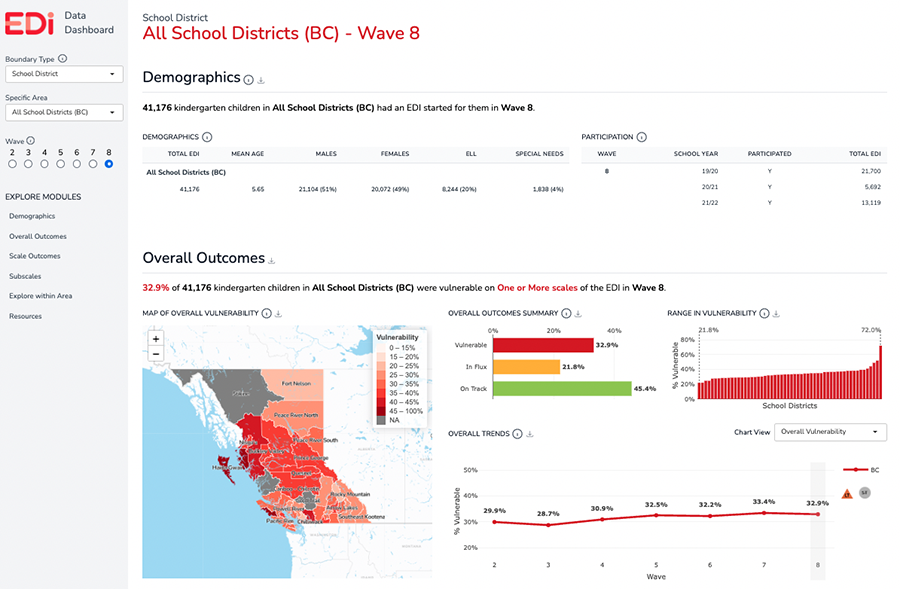 EDi
Data
Dashboard
Boundary Type
School District
Specific Area
All School Districts (BC)
Wave
2 3 4 5 6 7 8
EXPLORE MODULES
Demographics
Overall Outcomes
Scale Outcomes
Subscales
Explore within Area
Resources
School District
All School Districts (BC) - Wave 8
Demographics
41,176 kindergarten children in All School Districts (BC) had an EDI started for them in Wave 8.
DEMOGRAPHICS
TOTAL EDI MEAN AGE MALES FEMALES ELL SPECIAL NEEDS
All School Districts (BC)
41,176 5.65 21,104 (51%) 20,072 (49%) 8,244 (20%) 1,838 (4%)
PARTICIPATION
WAVE SCHOOL YEAR PARTICIPATED TOTAL EDI
8 19/20 Y 21,700
20/21 Y 5,692
21/22 Y 13,119
Overall Outcomes
32.9% of 41,176 kindergarten children in All School Districts (BC) were vulnerable on One or More scales of the EDI in Wave 8.
MAP OF OVERALL VULNERABILITY
+
−
Vulnerability
0 – 15%
15 – 20%
20 – 25%
25 – 30%
30 – 35%
35 – 40%
40 – 45%
45 – 100%
NA
Fort Nelson
Peace River North
Peace River South
Rocky Mountain
Southeast Kootenay
OVERALL OUTCOMES SUMMARY
0% 20% 40%
Vulnerable 32.9%
In Flux 21.8%
On Track 45.4%
RANGE IN VULNERABILITY
21.8% 72.0%
% Vulnerable
80%
60%
40%
20%
0%
School Districts
OVERALL TRENDS
Chart View Overall Vulnerability
% Vulnerable
50%
40%
30%
20%
29.9% 28.7% 30.9% 32.5% 32.2% 33.4% 32.9%
2 3 4 5 6 7 8
Wave
BC